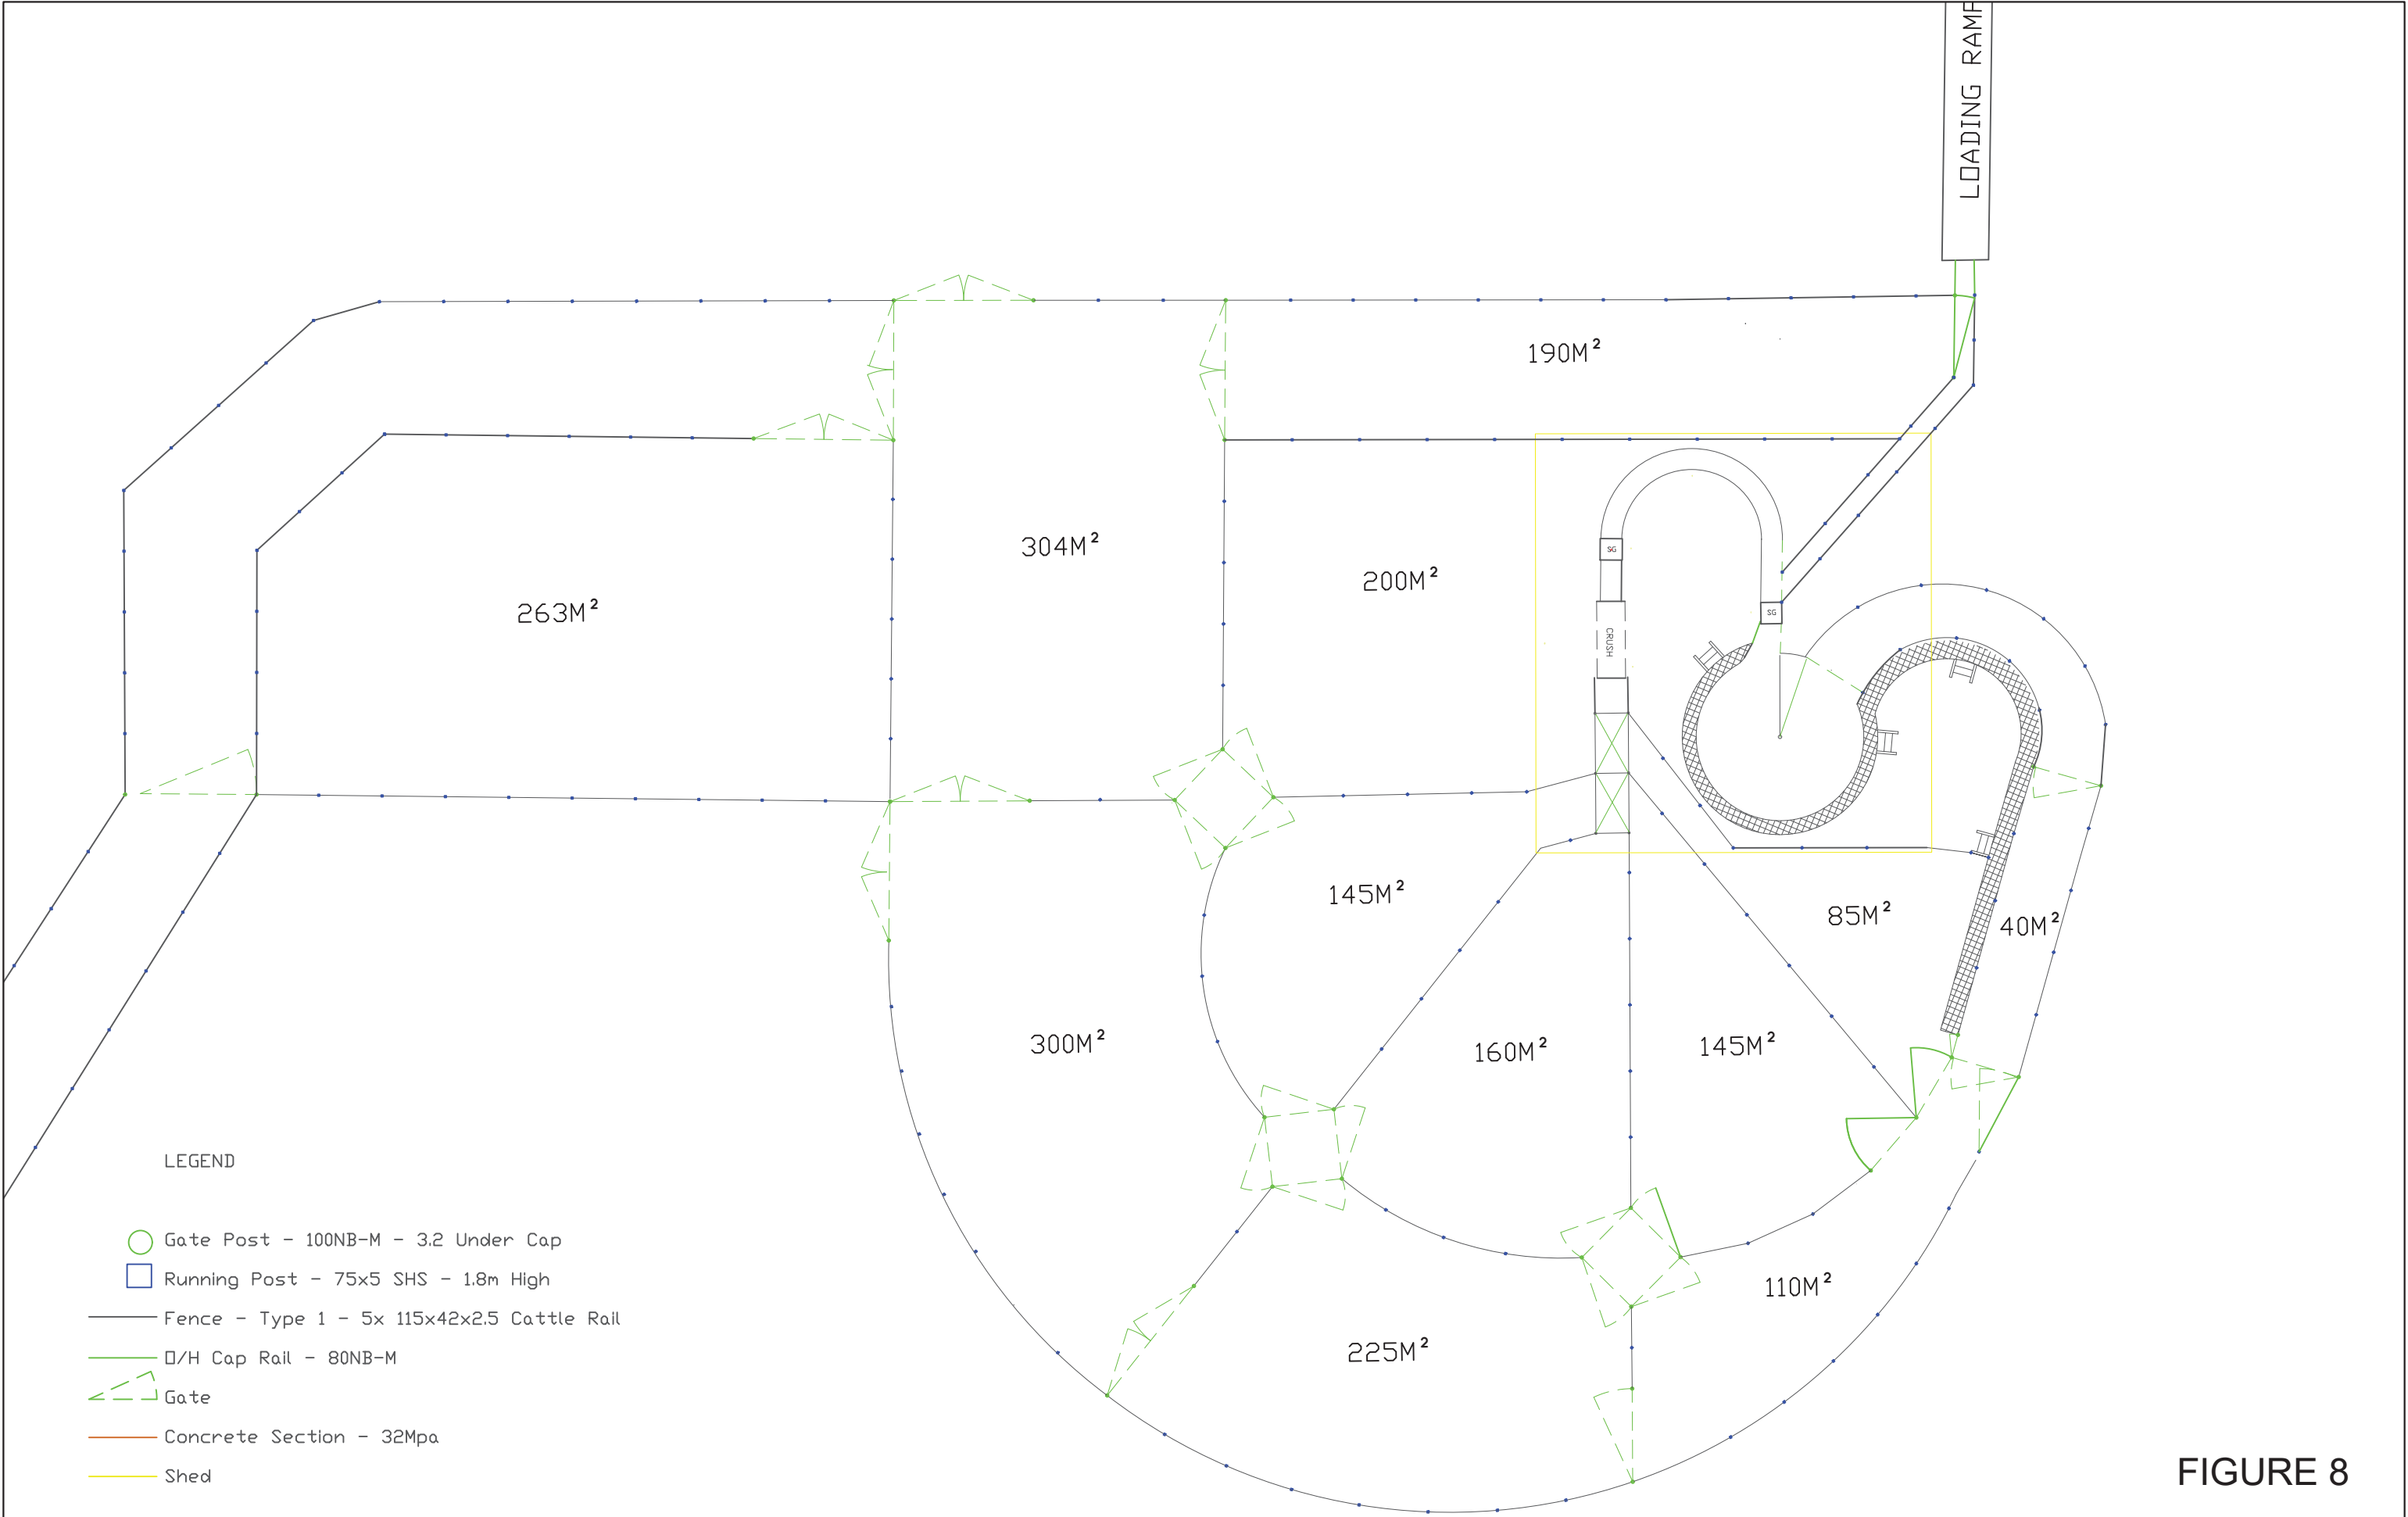 LOADING RAMP
190M²
304M²
200M²
263M²
SG
SG
CRUSH
145M²
85M²
40M²
300M²
160M²
145M²
110M²
225M²
LEGEND
Gate Post - 100NB-M - 3.2 Under Cap
Running Post - 75x5 SHS - 1.8m High
Fence - Type 1 - 5x 115x42x2.5 Cattle Rail
O/H Cap Rail - 80NB-M
Gate
Concrete Section - 32Mpa
Shed
FIGURE 8